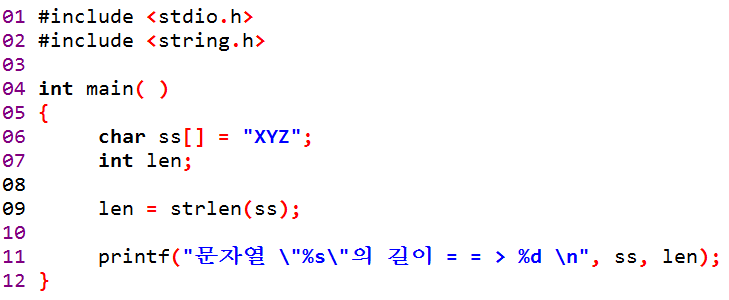 01 #include <stdio.h>
02 #include <string.h>
03
04 int main( )
05 {
06 char ss[] = "XYZ";
07 int len;
08
09 len = strlen(ss);
10
11 printf("문자열 \"%s\"의 길이 = = > %d \n", ss, len);
12 }